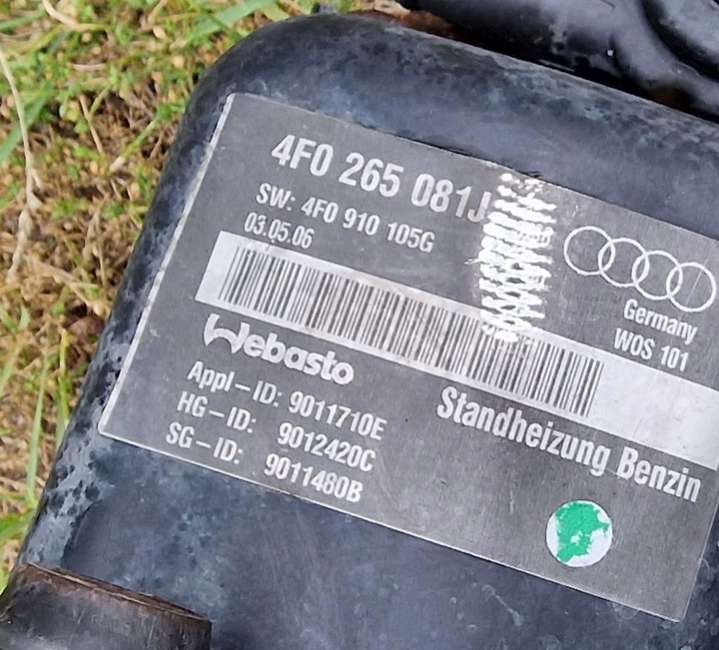 4F0 265 081J
SW: 4F0 910 105G
03.05.06
Germany
WOS 101
Webasto
Appl-ID: 9011710E
HG-ID: 9012420C
SG-ID: 9011480B
Standheizung Benzin